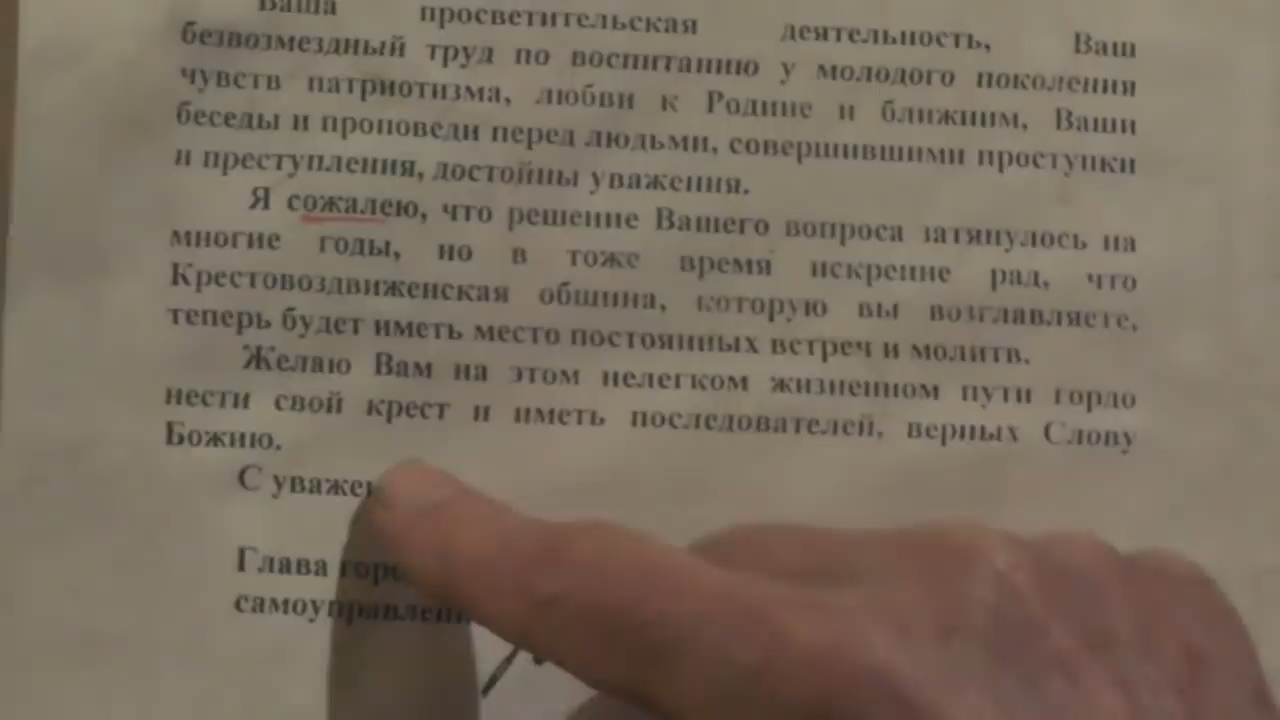 Ваша просветительская деятельность, Ваш
безвозмездный труд по воспитанию у молодого поколения
чувств патриотизма, любви к Родине и ближним, Ваши
беседы и проповеди перед людьми, совершившими проступки
и преступления, достойны уважения.
Я сожалею, что решение Вашего вопроса затянулось на
многие годы, но в тоже время искренне рад, что
Крестовоздвиженская община, которую вы возглавляете,
теперь будет иметь место постоянных встреч и молитв.
Желаю Вам на этом нелегком жизненном пути гордо
нести свой крест и иметь последователей, верных Слову
Божию.
С
Глава